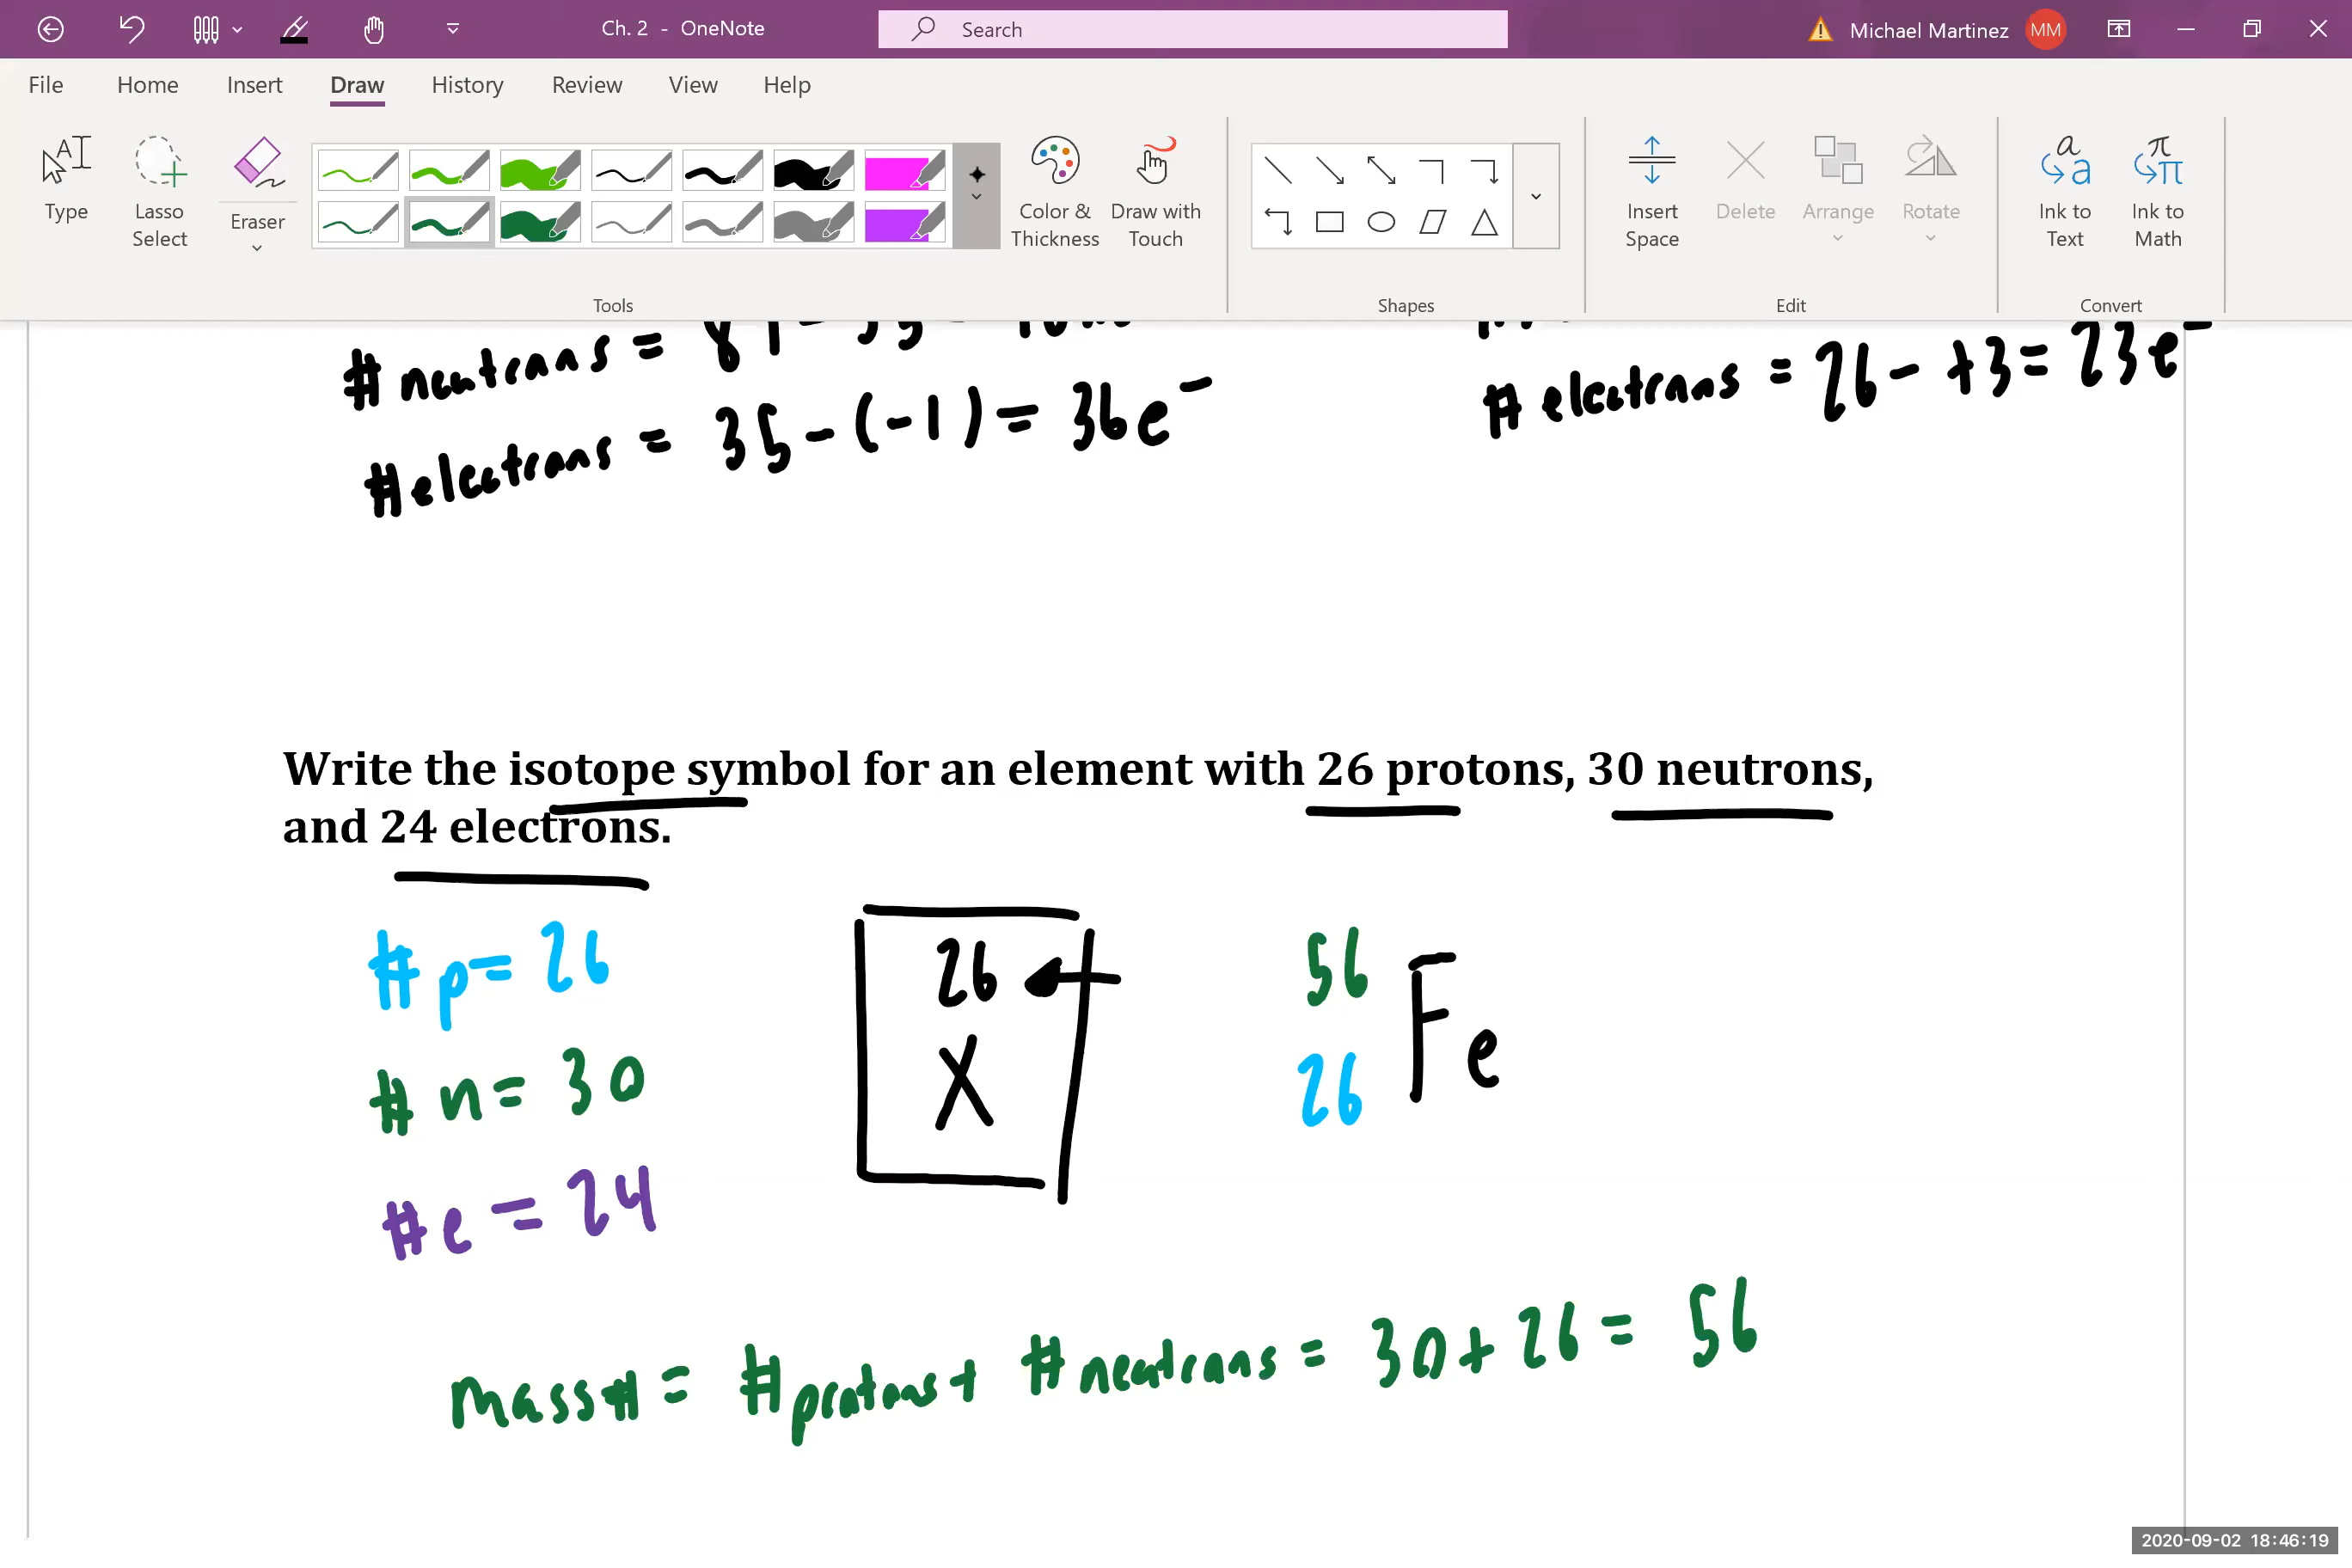 Ch. 2 - OneNote
Search
Michael Martinez
MM
File Home Insert Draw History Review View Help
Type
Lasso Select
Eraser
Color & Thickness
Draw with Touch
Insert Space
Delete
Arrange
Rotate
Ink to Text
Ink to Math
Tools
Shapes
Edit
Convert
#neutrons = 81 - 35
#electrons = 35 - (-1) = 36e⁻
#electrons = 26 - +3 = 23e⁻
Write the isotope symbol for an element with 26 protons, 30 neutrons,
and 24 electrons.
#p = 26
#n = 30
#e = 24
26
X
56
26
Fe
mass# = #protons + #neutrons = 30 + 26 = 56
2020-09-02 18:46:19